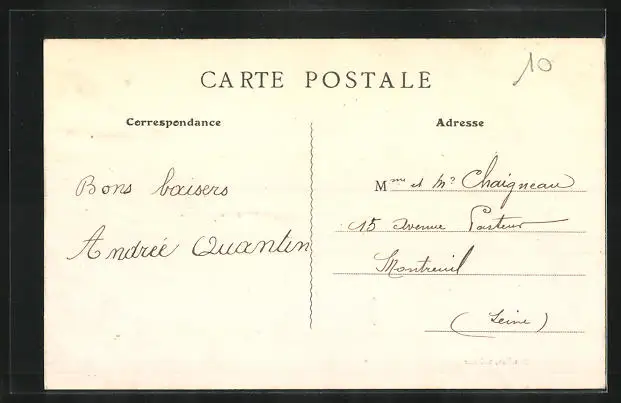 10
CARTE POSTALE
Correspondance
Adresse
Bons baisers
Andrée Quantin
Mme et Mr Chaigneau
15 avenue Pasteur
Montreuil
(Seine)